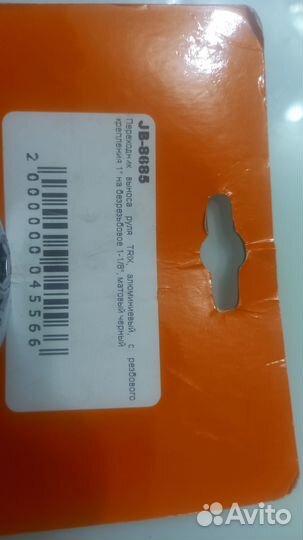 JB-8685
Переходник выноса руля TRIX, алюминиевый, с резбового
крепления 1" на безрезьбовое 1-1/8", матовый черный
2 000000 045566
Avito